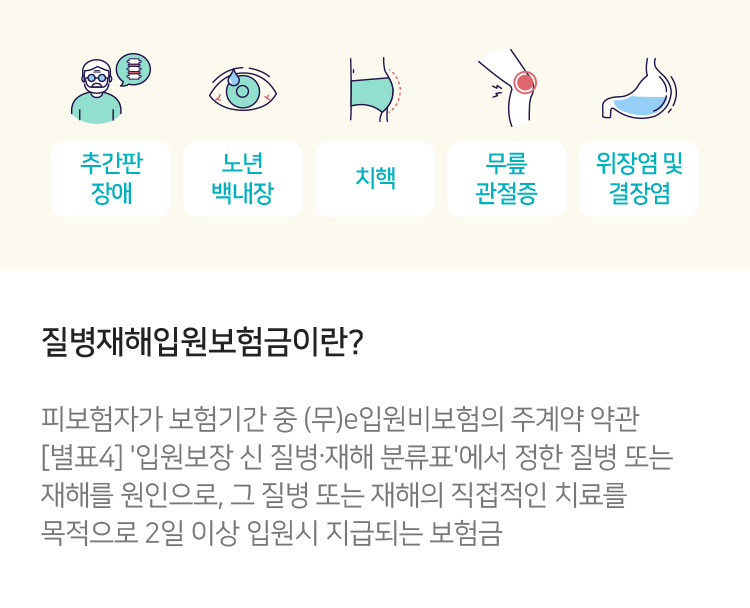 추간판
장애
노년
백내장
치핵
무릎
관절증
위장염 및
결장염
질병재해입원보험금이란?
피보험자가 보험기간 중 (무)e입원비보험의 주계약 약관
[별표4] '입원보장 신 질병·재해 분류표'에서 정한 질병 또는
재해를 원인으로, 그 질병 또는 재해의 직접적인 치료를
목적으로 2일 이상 입원시 지급되는 보험금